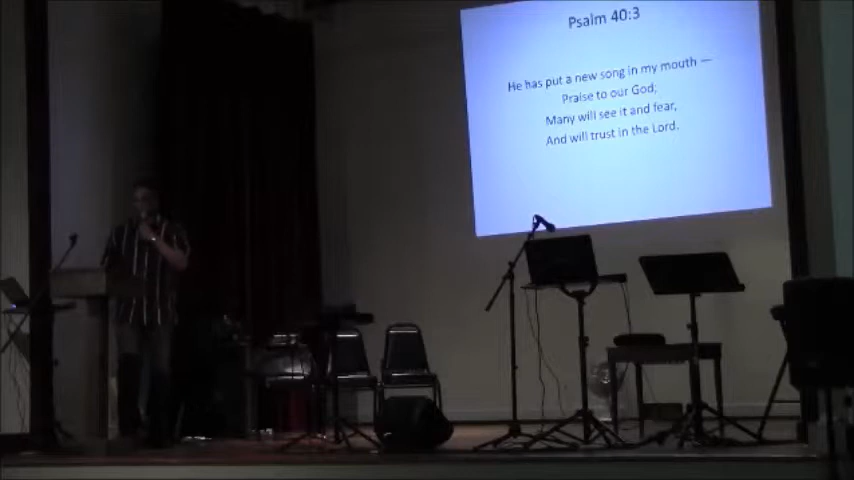 Psalm 40:3
He has put a new song in my mouth —
Praise to our God;
Many will see it and fear,
And will trust in the Lord.